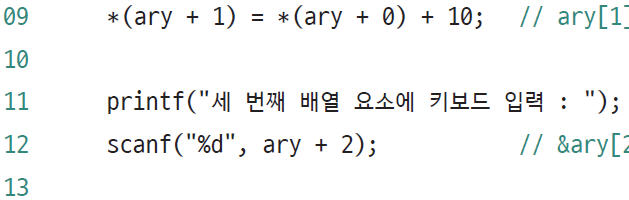 09 *(ary + 1) = *(ary + 0) + 10; // ary[1]
10
11 printf("세 번째 배열 요소에 키보드 입력 : ");
12 scanf("%d", ary + 2); // &ary[2
13